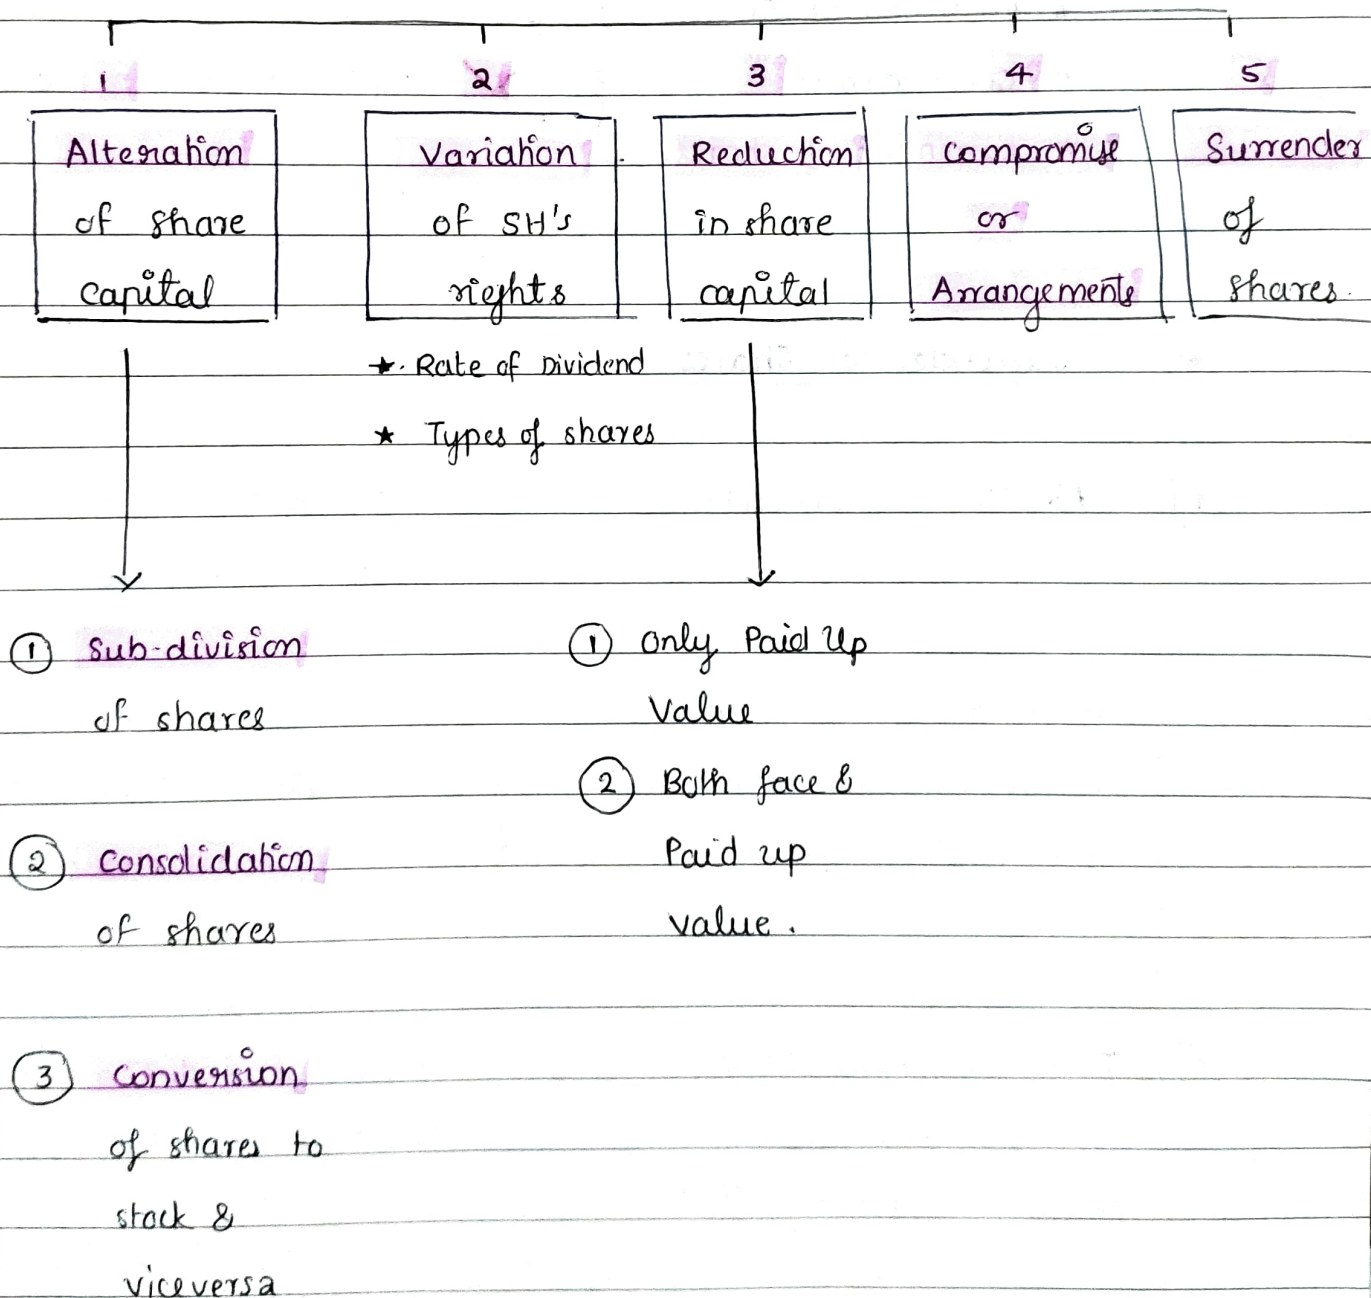 1 2 3 4 5
Alteration
of share
capital
Variation
of SH's
rights
Reduction
in share
capital
Compromise
or
Arrangements
Surrender
of
shares.
★ Rate of Dividend
★ Types of shares
1 Sub-division
of shares
2 Consolidation
of shares
3 Conversion
of shares to
stock &
viceversa
1 Only Paid Up
Value
2 Both face &
Paid up
value.